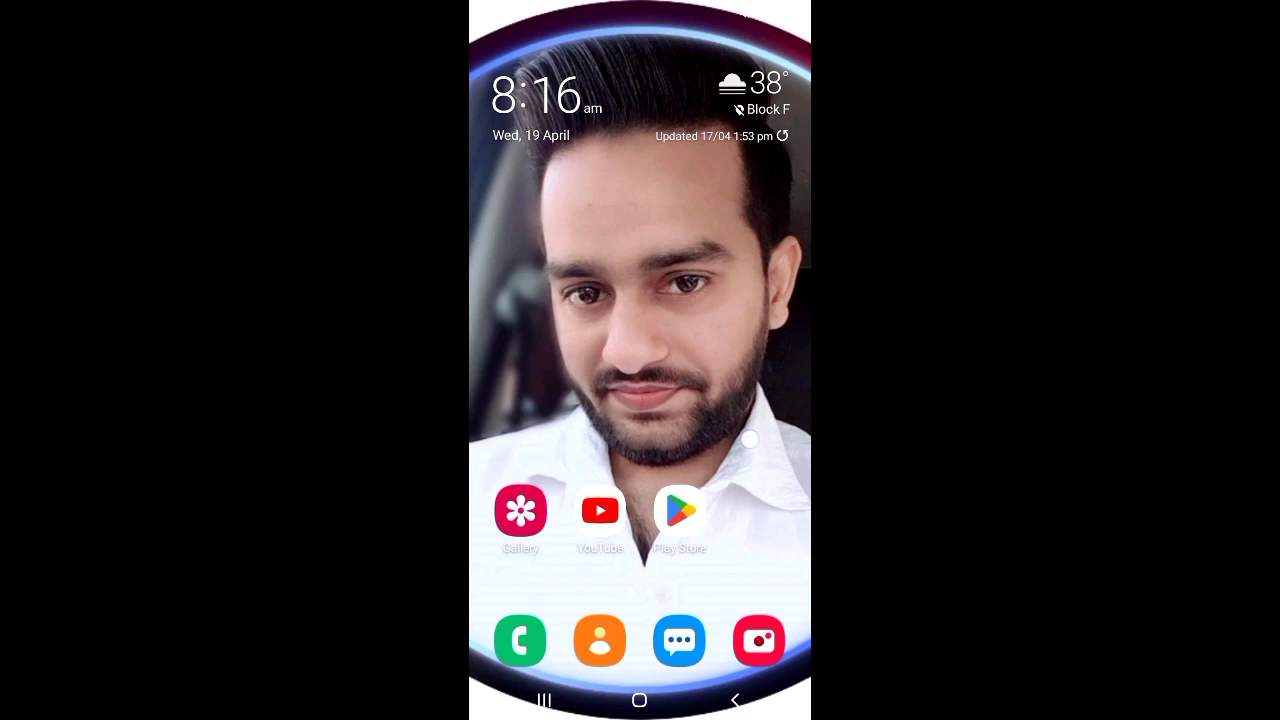 8:16 am
38°
Block F
Wed, 19 April
Updated 17/04 1:53 pm
Gallery
YouTube
Play Store